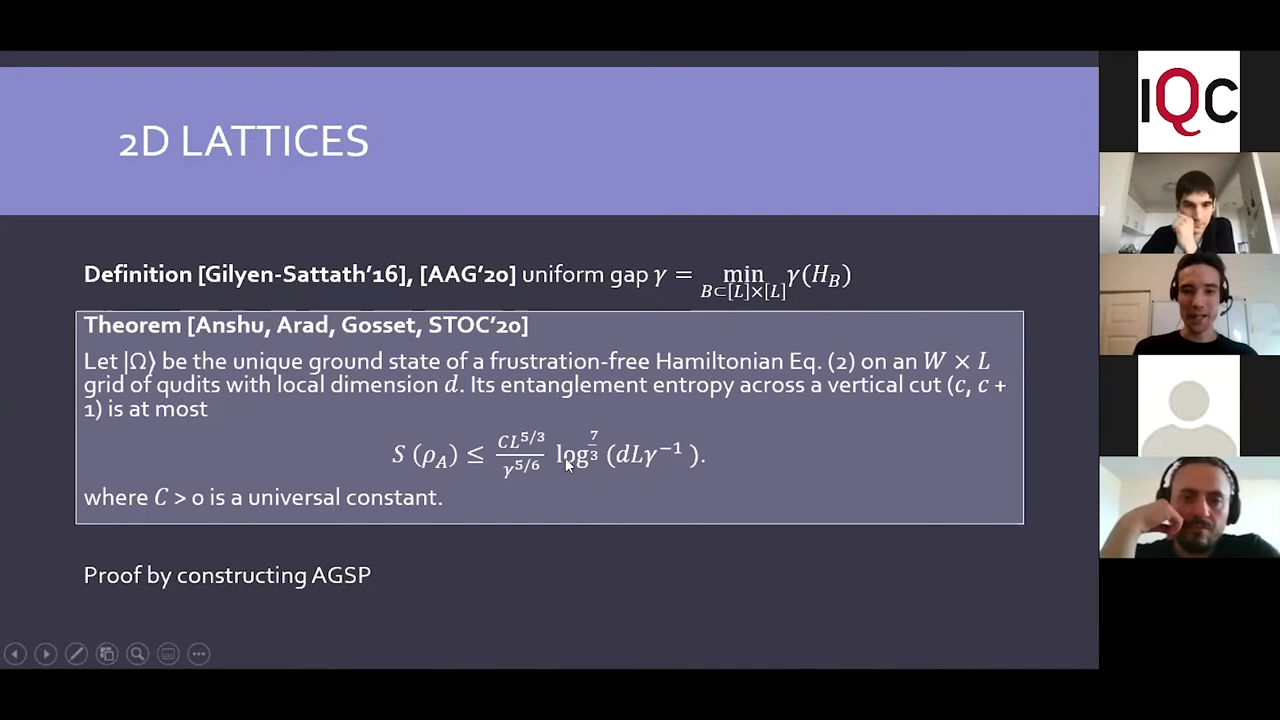 2D LATTICES
IQC
Definition [Gilyen-Sattath'16], [AAG'20] uniform gap γ = min_{B⊂[L]×[L]} γ(H_B)
Theorem [Anshu, Arad, Gosset, STOC'20]
Let |Ω⟩ be the unique ground state of a frustration-free Hamiltonian Eq. (2) on an W × L
grid of qudits with local dimension d. Its entanglement entropy across a vertical cut (c, c +
1) is at most
S (ρ_A) ≤ CL^{5/3}/γ^{5/6} log^{7/3} (dLγ^{−1} ).
where C > 0 is a universal constant.
Proof by constructing AGSP